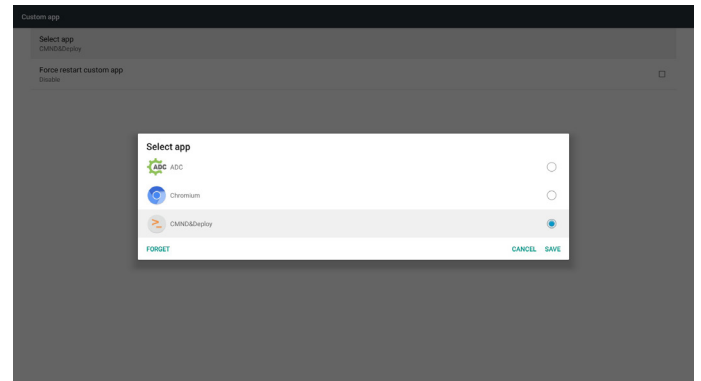 Custom app
Select app
CMND&Deploy
Force restart custom app
Disable
Select app
ADC ADC
Chromium
CMND&Deploy
FORGET CANCEL SAVE